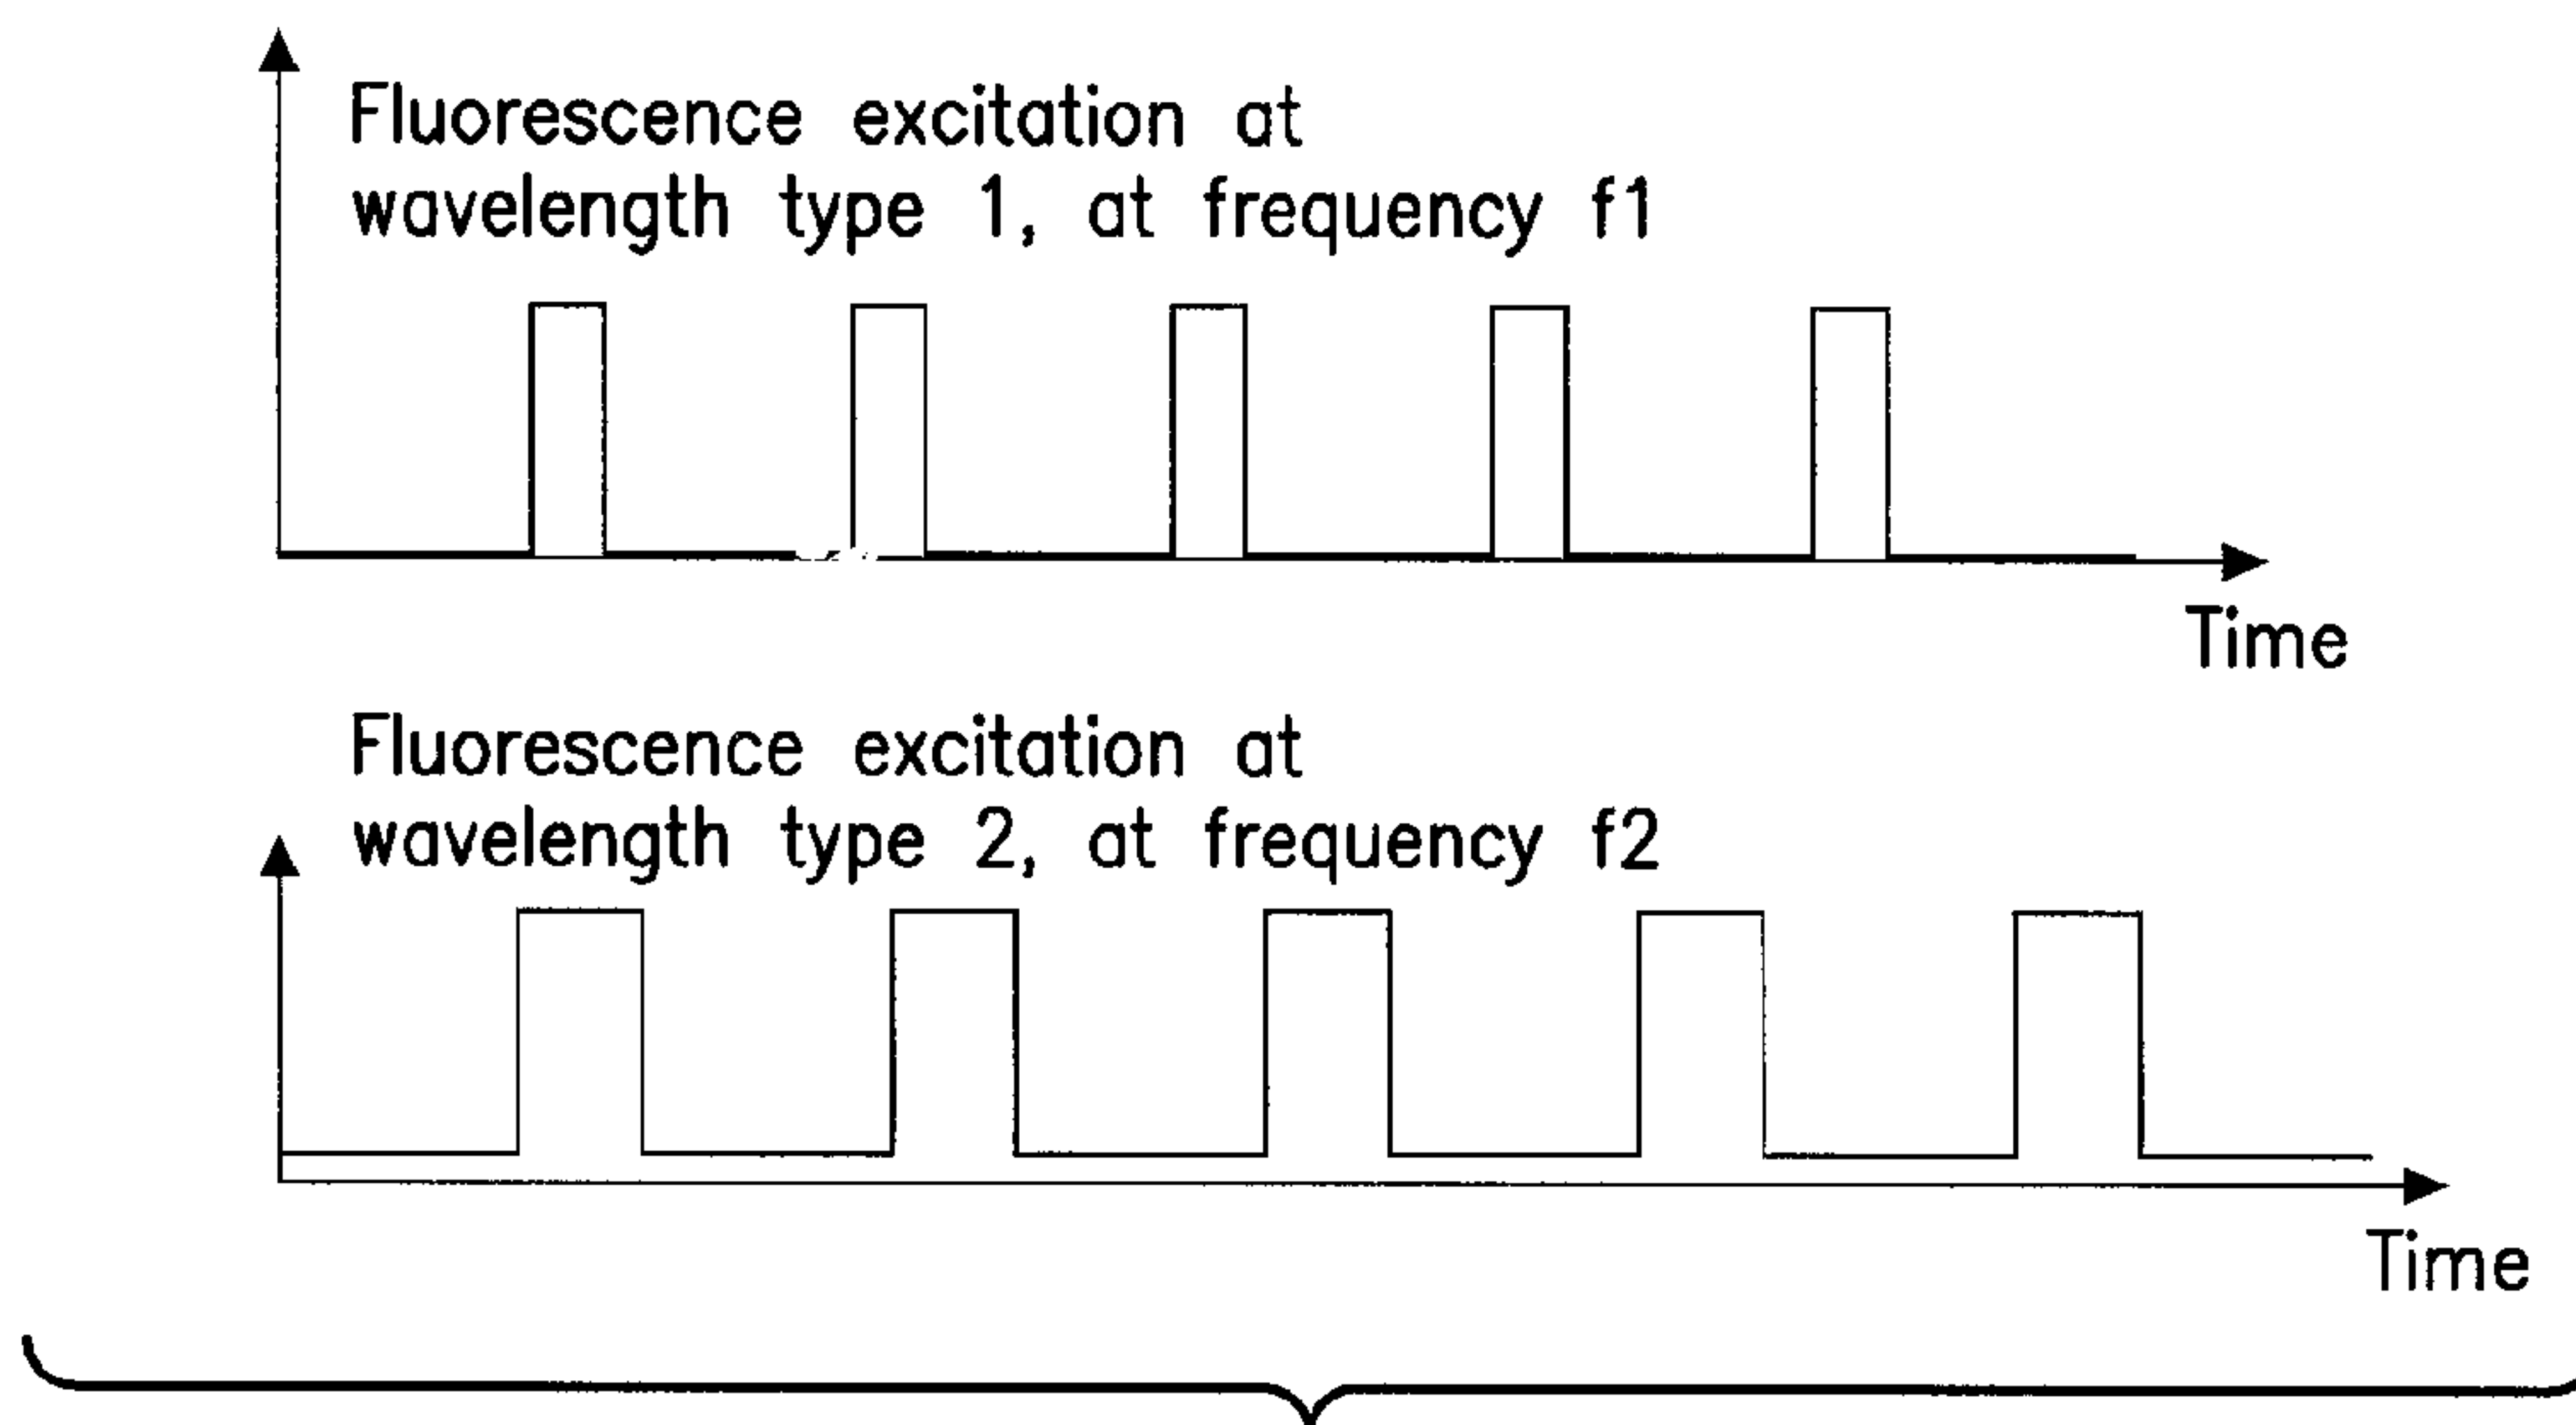 Fluorescence excitation at
wavelength type 1, at frequency f1
Time
Fluorescence excitation at
wavelength type 2, at frequency f2
Time